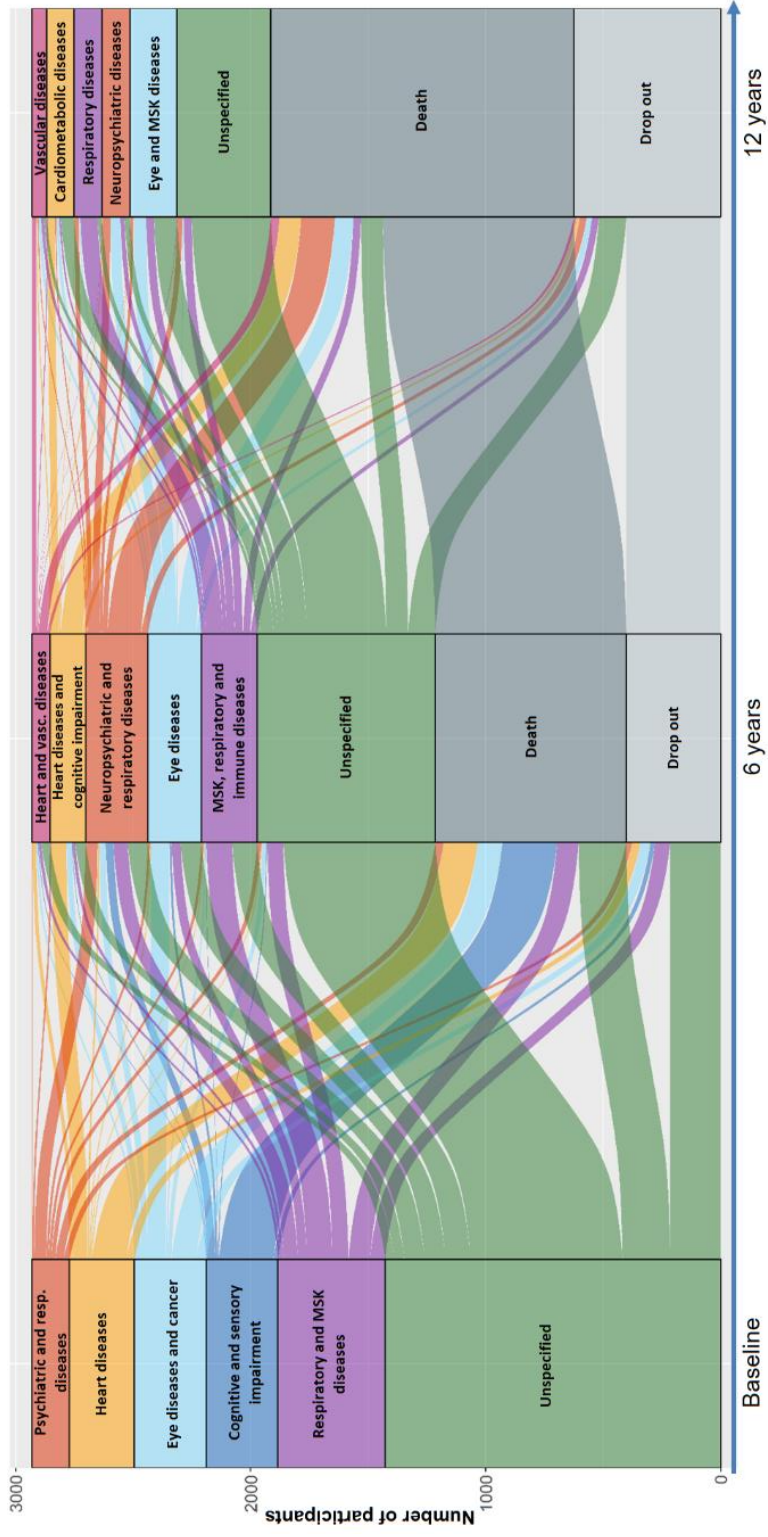 Number of participants
3000
2000
1000
0
Psychiatric and resp.
diseases
Heart diseases
Eye diseases and cancer
Cognitive and sensory
impairment
Respiratory and MSK
diseases
Unspecified
Heart and vasc. diseases
Heart diseases and
cognitive impairment
Neuropsychiatric and
respiratory diseases
Eye diseases
MSK, respiratory and
immune diseases
Unspecified
Death
Drop out
Vascular diseases
Cardiometabolic diseases
Respiratory diseases
Neuropsychiatric diseases
Eye and MSK diseases
Unspecified
Death
Drop out
Baseline
6 years
12 years